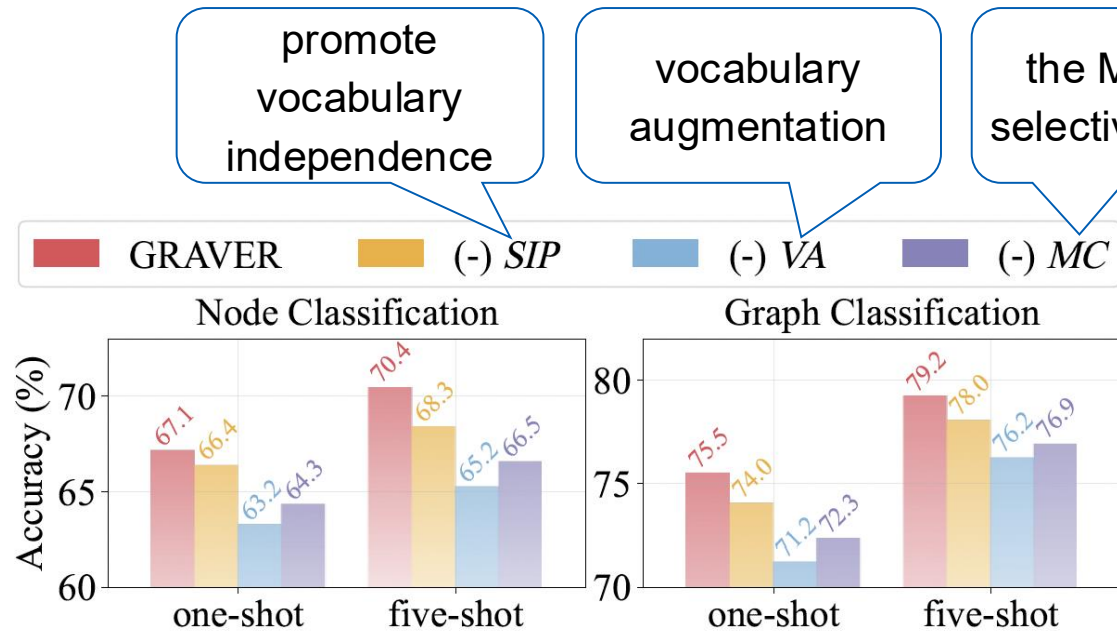 promote
vocabulary
independence
vocabulary
augmentation
the M
selectiv
GRAVER
(-) SIP
(-) VA
(-) MC
Node Classification
Graph Classification
Accuracy (%)
70
65
60
67.1
66.4
63.2
64.3
70.4
68.3
65.2
66.5
one-shot
five-shot
80
75
70
75.5
74.0
71.2
72.3
79.2
78.0
76.2
76.9
one-shot
five-shot